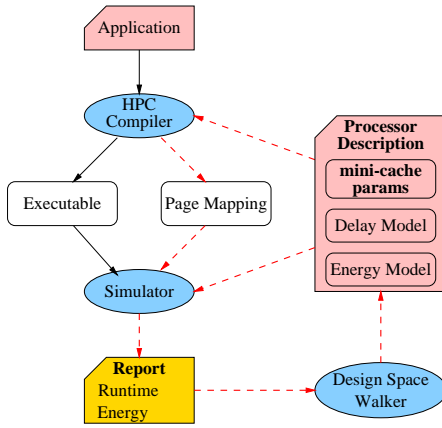 Application
HPC
Compiler
Processor
Description
mini-cache
params
Executable
Page Mapping
Delay Model
Energy Model
Simulator
Report
Runtime
Energy
Design Space
Walker